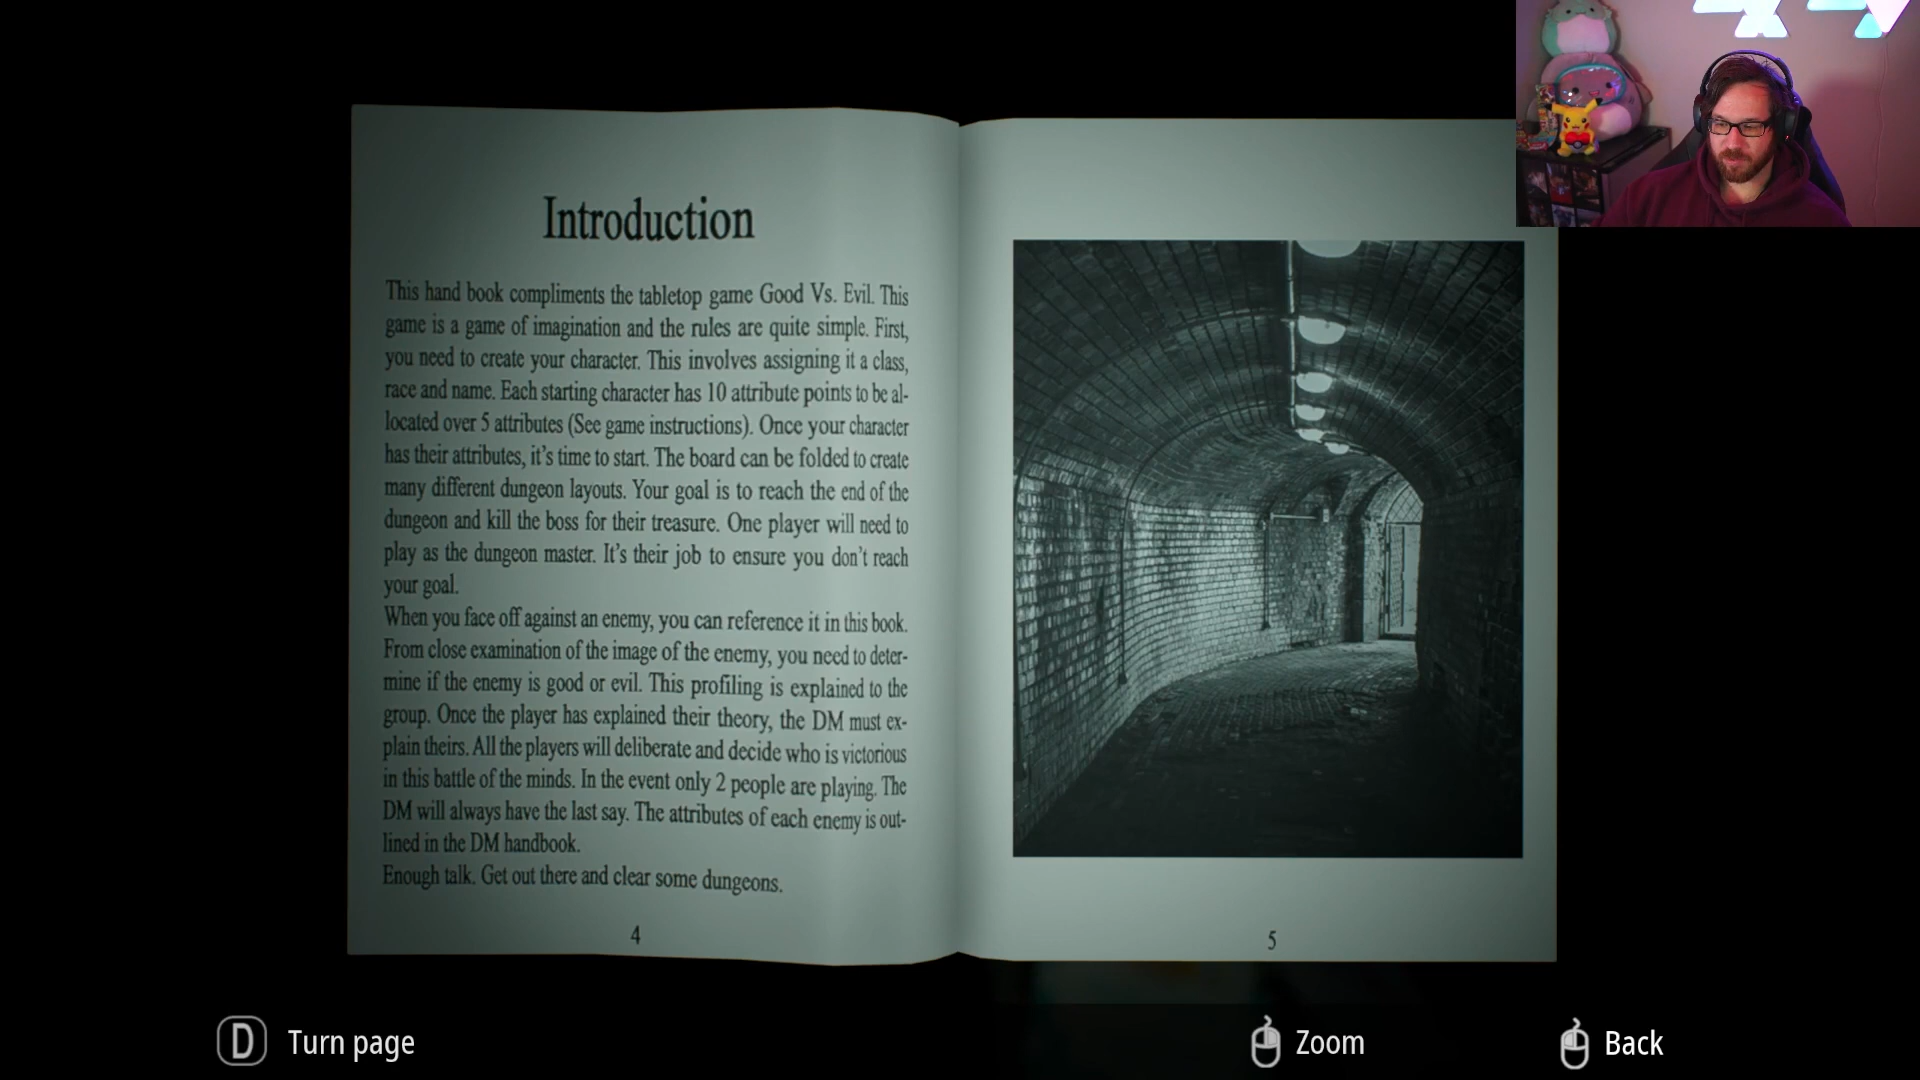 Introduction
This hand book compliments the tabletop game Good Vs. Evil. This
game is a game of imagination and the rules are quite simple. First,
you need to create your character. This involves assigning it a class,
race and name. Each starting character has 10 attribute points to be al-
located over 5 attributes (See game instructions). Once your character
has their attributes, it's time to start. The board can be folded to create
many different dungeon layouts. Your goal is to reach the end of the
dungeon and kill the boss for their treasure. One player will need to
play as the dungeon master. It's their job to ensure you don't reach
your goal.
When you face off against an enemy, you can reference it in this book.
From close examination of the image of the enemy, you need to deter-
mine if the enemy is good or evil. This profiling is explained to the
group. Once the player has explained their theory, the DM must ex-
plain theirs. All the players will deliberate and decide who is victorious
in this battle of the minds. In the event only 2 people are playing. The
DM will always have the last say. The attributes of each enemy is out-
lined in the DM handbook.
Enough talk. Get out there and clear some dungeons.
4
5
D Turn page
Zoom
Back